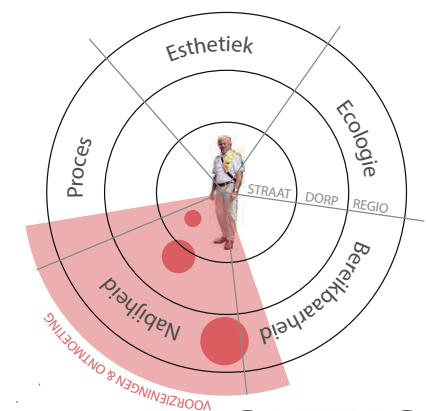 Esthetiek
Ecologie
Proces
STRAAT DORP REGIO
Bereikbaarheid
Nabijheid
VOORZIENINGEN & ONTMOETING